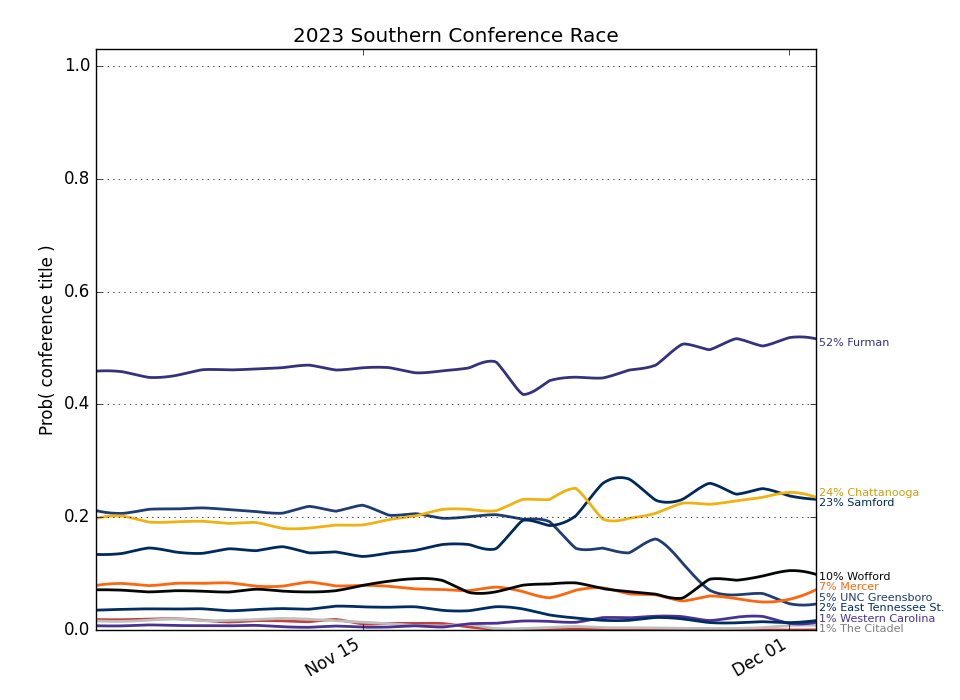 2023 Southern Conference Race
Prob( conference title )
1.0
0.8
0.6
0.4
0.2
0.0
Nov 15
Dec 01
52% Furman
24% Chattanooga
23% Samford
10% Wofford
7% Mercer
5% UNC Greensboro
2% East Tennessee St.
1% Western Carolina
1% The Citadel